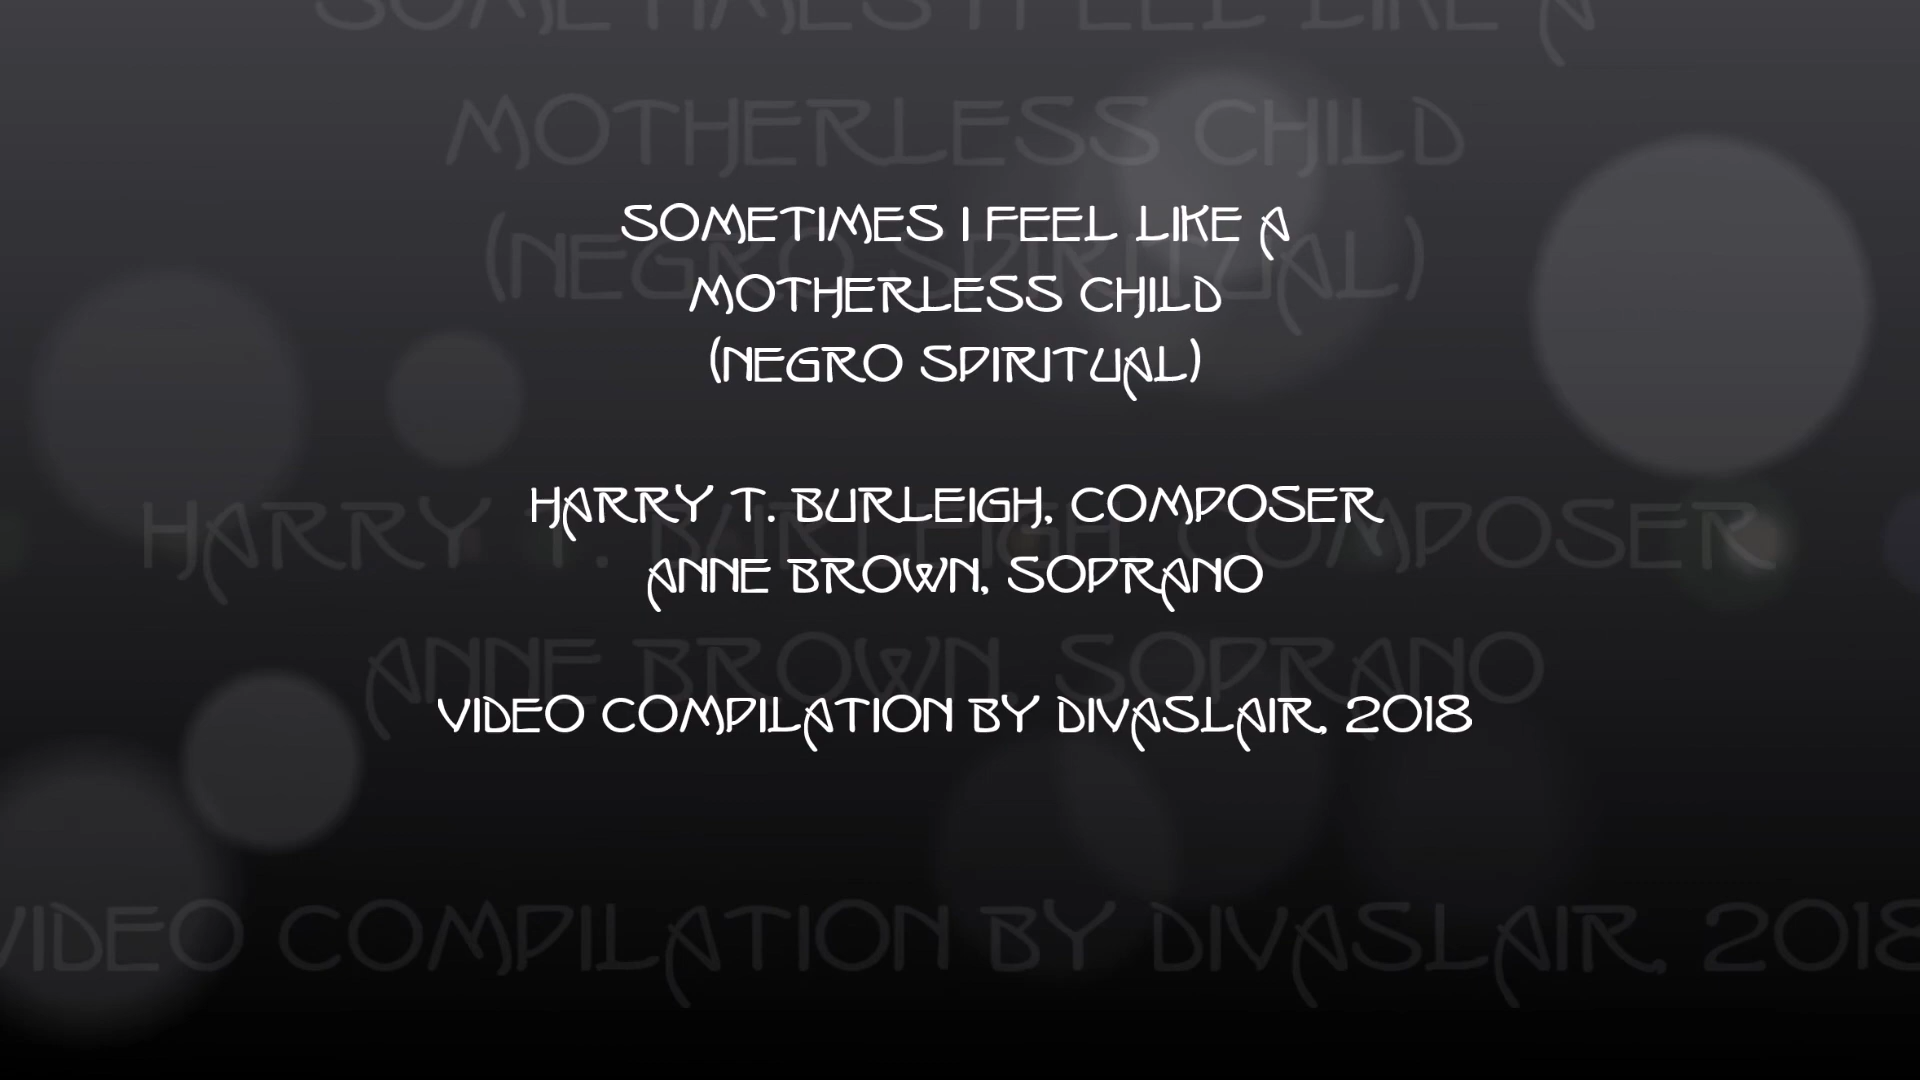 SOMETIMES I FEEL LIKE A
MOTHERLESS CHILD
(NEGRO SPIRITUAL)
HARRY T. BURLEIGH, COMPOSER
ANNE BROWN, SOPRANO
VIDEO COMPILATION BY DIVASLAIR, 2018